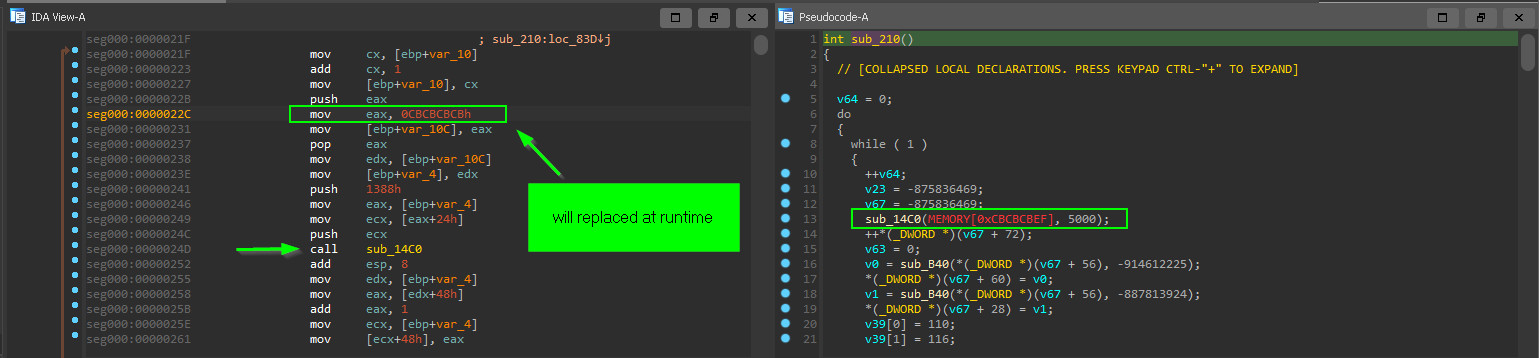 IDA View-A
seg000:0000021F ; sub_210:loc_83D↓j
seg000:0000021F mov cx, [ebp+var_10]
seg000:00000223 add cx, 1
seg000:00000227 mov [ebp+var_10], cx
seg000:0000022B push eax
seg000:0000022C mov eax, 0CBCBCBCBh
seg000:00000231 mov [ebp+var_10C], eax
seg000:00000237 pop eax
seg000:00000238 mov edx, [ebp+var_10C]
seg000:0000023E mov [ebp+var_4], edx
seg000:00000241 push 1388h
seg000:00000246 mov eax, [ebp+var_4]
seg000:00000249 mov ecx, [eax+24h]
seg000:0000024C push ecx
seg000:0000024D call sub_14C0
seg000:00000252 add esp, 8
seg000:00000255 mov edx, [ebp+var_4]
seg000:00000258 mov eax, [edx+48h]
seg000:0000025B add eax, 1
seg000:0000025E mov ecx, [ebp+var_4]
seg000:00000261 mov [ecx+48h], eax
will replaced at runtime
Pseudocode-A
1 int sub_210()
2 {
3 // [COLLAPSED LOCAL DECLARATIONS. PRESS KEYPAD CTRL-"+" TO EXPAND]
4
5 v64 = 0;
6 do
7 {
8 while ( 1 )
9 {
10 ++v64;
11 v23 = -875836469;
12 v67 = -875836469;
13 sub_14C0(MEMORY[0xCBCBCBEF], 5000);
14 ++*(_DWORD *)(v67 + 72);
15 v63 = 0;
16 v0 = sub_B40(*(_DWORD *)(v67 + 56), -914612225);
17 *(_DWORD *)(v67 + 60) = v0;
18 v1 = sub_B40(*(_DWORD *)(v67 + 56), -887813924);
19 *(_DWORD *)(v67 + 28) = v1;
20 v39[0] = 110;
21 v39[1] = 116;